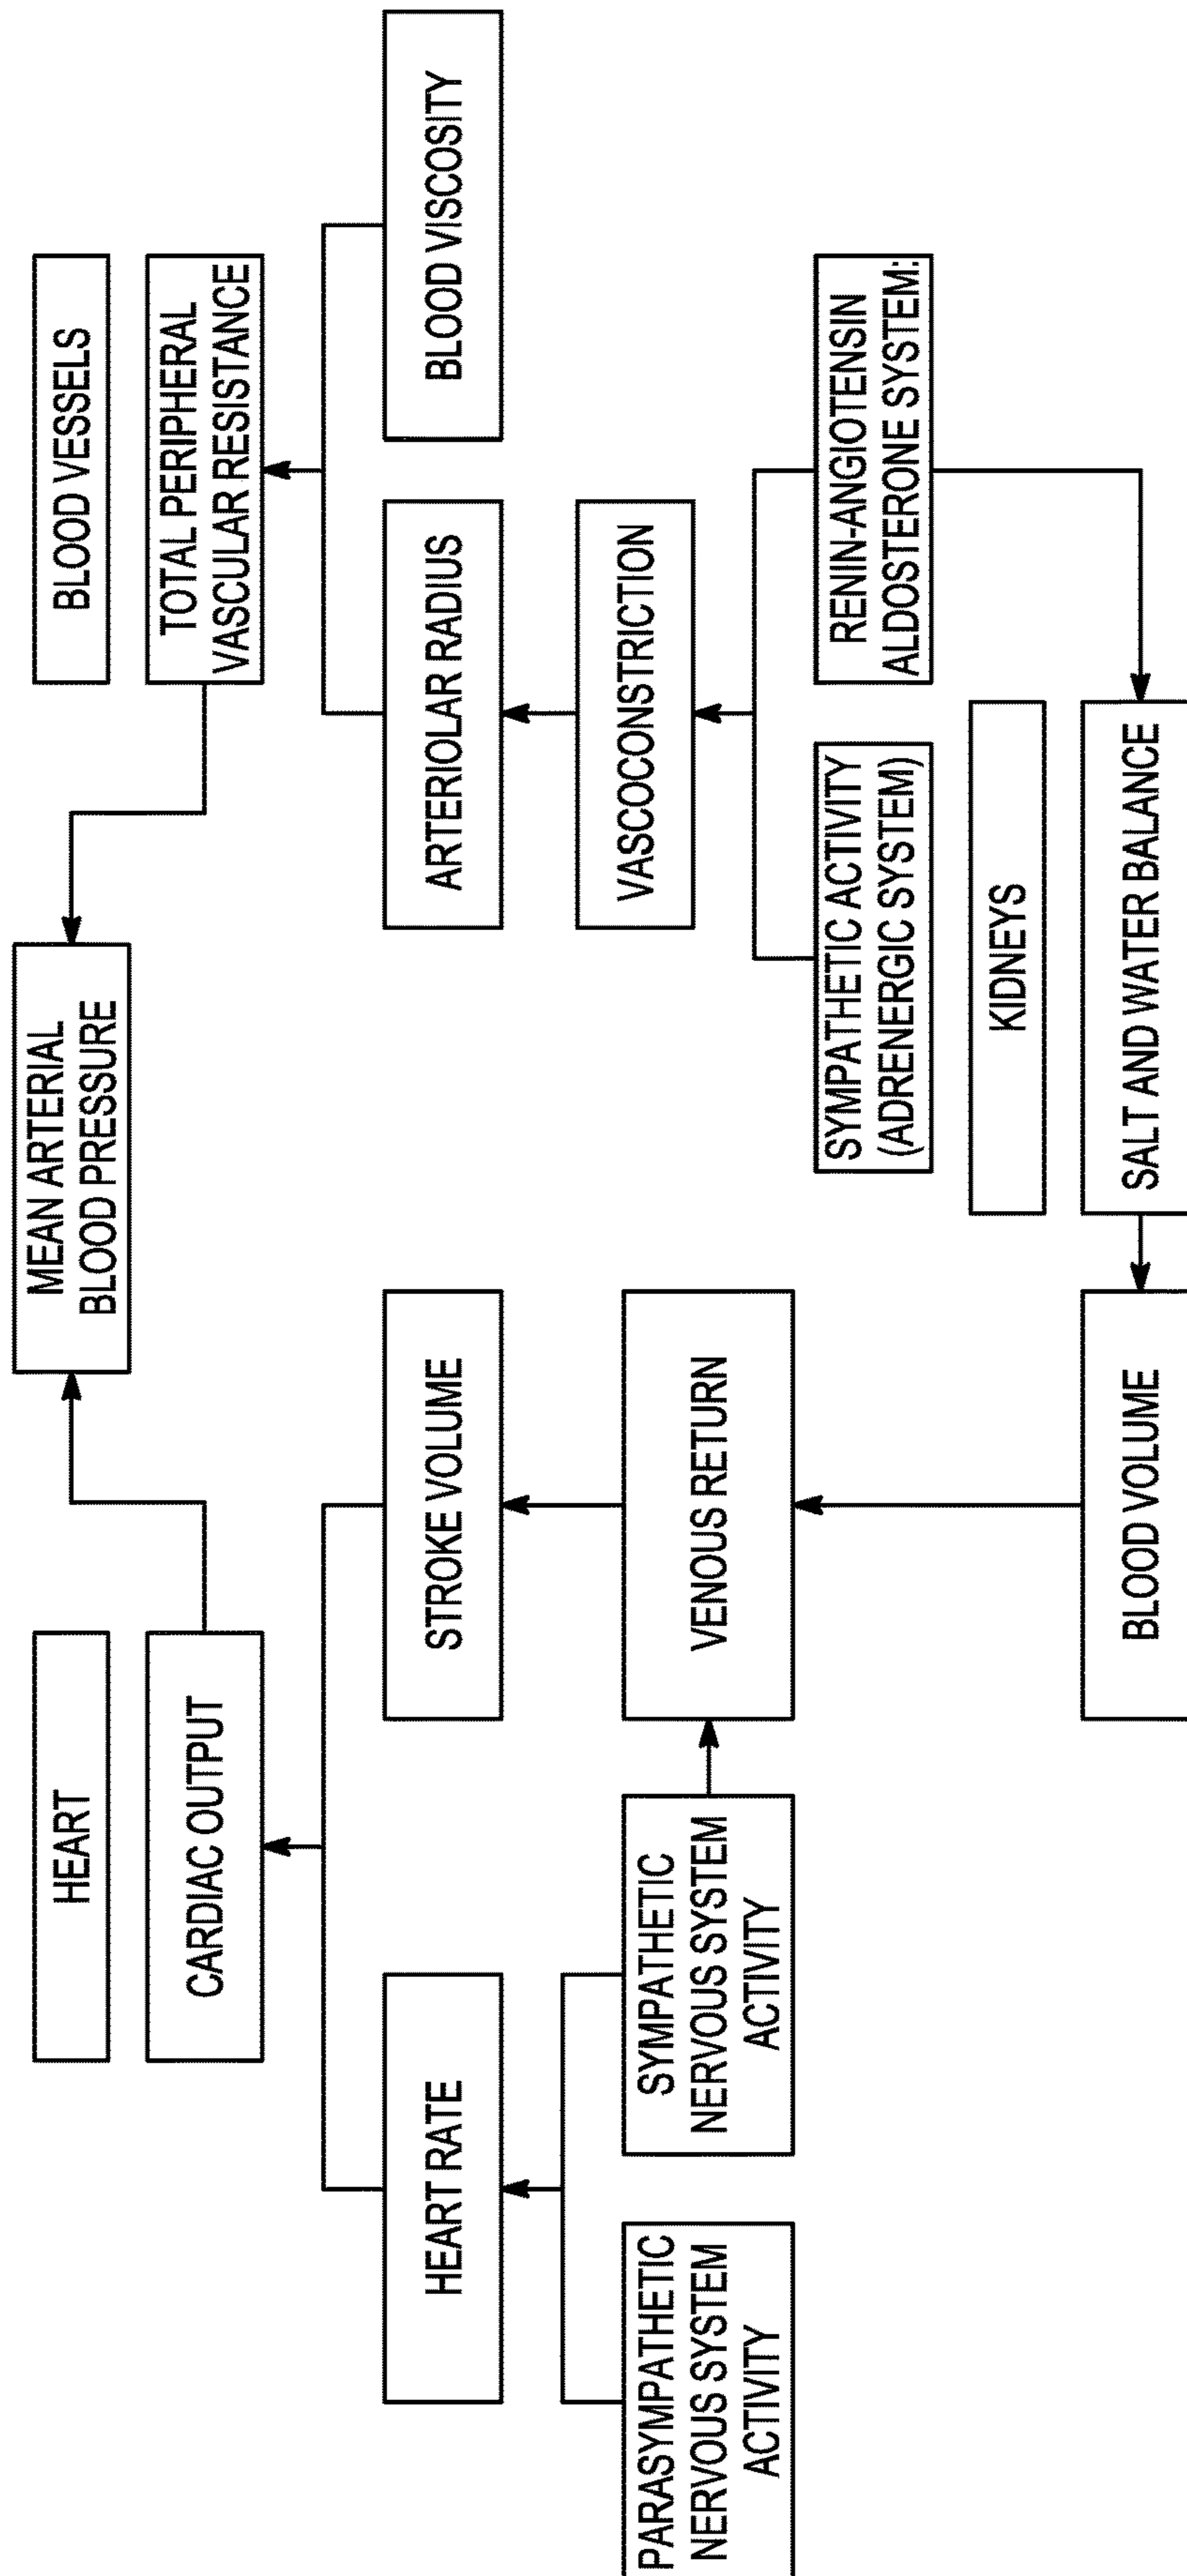 MEAN ARTERIAL
BLOOD PRESSURE
HEART
BLOOD VESSELS
CARDIAC OUTPUT
TOTAL PERIPHERAL
VASCULAR RESISTANCE
HEART RATE
STROKE VOLUME
ARTERIOLAR RADIUS
BLOOD VISCOSITY
PARASYMPATHETIC
NERVOUS SYSTEM
ACTIVITY
SYMPATHETIC
NERVOUS SYSTEM
ACTIVITY
VENOUS RETURN
VASOCONSTRICTION
SYMPATHETIC ACTIVITY
(ADRENERGIC SYSTEM)
RENIN-ANGIOTENSIN
ALDOSTERONE SYSTEM:
KIDNEYS
BLOOD VOLUME
SALT AND WATER BALANCE